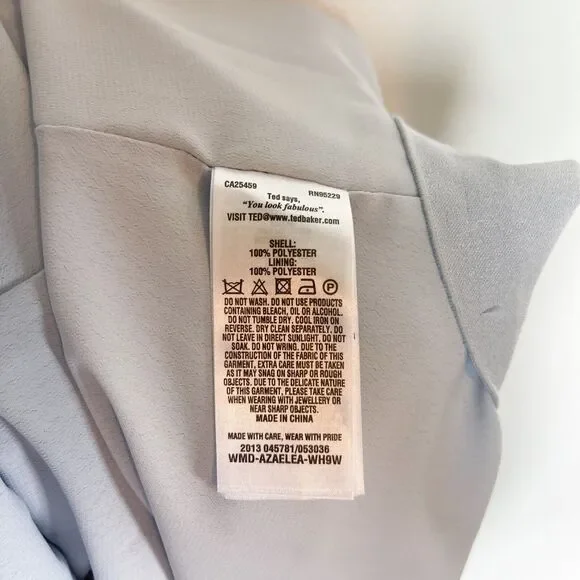 CA25459 RN95229
Ted says,
"You look fabulous".
VISIT TED@www.tedbaker.com
SHELL:
100% POLYESTER
LINING:
100% POLYESTER
P
DO NOT WASH. DO NOT USE PRODUCTS
CONTAINING BLEACH, OIL OR ALCOHOL.
DO NOT TUMBLE DRY. COOL IRON ON
REVERSE. DRY CLEAN SEPARATELY. DO
NOT LEAVE IN DIRECT SUNLIGHT. DO NOT
SOAK. DO NOT WRING. DUE TO THE
CONSTRUCTION OF THE FABRIC OF THIS
GARMENT, EXTRA CARE MUST BE TAKEN
AS IT MAY SNAG ON SHARP OR ROUGH
OBJECTS. DUE TO THE DELICATE NATURE
OF THIS GARMENT, PLEASE TAKE CARE
WHEN WEARING WITH JEWELLERY OR
NEAR SHARP OBJECTS.
MADE IN CHINA
MADE WITH CARE, WEAR WITH PRIDE
2013 045781/053036
WMD-AZAELEA-WH9W